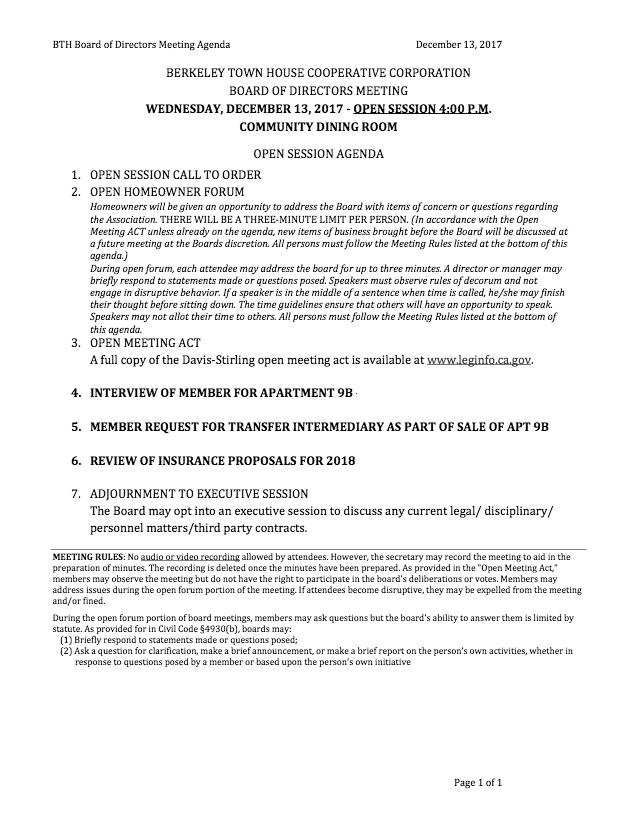 BTH Board of Directors Meeting Agenda December 13, 2017
BERKELEY TOWN HOUSE COOPERATIVE CORPORATION
BOARD OF DIRECTORS MEETING
WEDNESDAY, DECEMBER 13, 2017 - OPEN SESSION 4:00 P.M.
COMMUNITY DINING ROOM
OPEN SESSION AGENDA
1. OPEN SESSION CALL TO ORDER
2. OPEN HOMEOWNER FORUM
Homeowners will be given an opportunity to address the Board with items of concern or questions regarding
the Association. THERE WILL BE A THREE-MINUTE LIMIT PER PERSON. (In accordance with the Open
Meeting ACT unless already on the agenda, new items of business brought before the Board will be discussed at
a future meeting at the Boards discretion. All persons must follow the Meeting Rules listed at the bottom of this
agenda.)
During open forum, each attendee may address the board for up to three minutes. A director or manager may
briefly respond to statements made or questions posed. Speakers must observe rules of decorum and not
engage in disruptive behavior. If a speaker is in the middle of a sentence when time is called, he/she may finish
their thought before sitting down. The time guidelines ensure that others will have an opportunity to speak.
Speakers may not allot their time to others. All persons must follow the Meeting Rules listed at the bottom of
this agenda.
3. OPEN MEETING ACT
A full copy of the Davis-Stirling open meeting act is available at www.leginfo.ca.gov.
4. INTERVIEW OF MEMBER FOR APARTMENT 9B
5. MEMBER REQUEST FOR TRANSFER INTERMEDIARY AS PART OF SALE OF APT 9B
6. REVIEW OF INSURANCE PROPOSALS FOR 2018
7. ADJOURNMENT TO EXECUTIVE SESSION
The Board may opt into an executive session to discuss any current legal/ disciplinary/
personnel matters/third party contracts.
MEETING RULES: No audio or video recording allowed by attendees. However, the secretary may record the meeting to aid in the
preparation of minutes. The recording is deleted once the minutes have been prepared. As provided in the "Open Meeting Act,"
members may observe the meeting but do not have the right to participate in the board's deliberations or votes. Members may
address issues during the open forum portion of the meeting. If attendees become disruptive, they may be expelled from the meeting
and/or fined.
During the open forum portion of board meetings, members may ask questions but the board's ability to answer them is limited by
statute. As provided for in Civil Code §4930(b), boards may:
(1) Briefly respond to statements made or questions posed;
(2) Ask a question for clarification, make a brief announcement, or make a brief report on the person's own activities, whether in
response to questions posed by a member or based upon the person's own initiative
Page 1 of 1